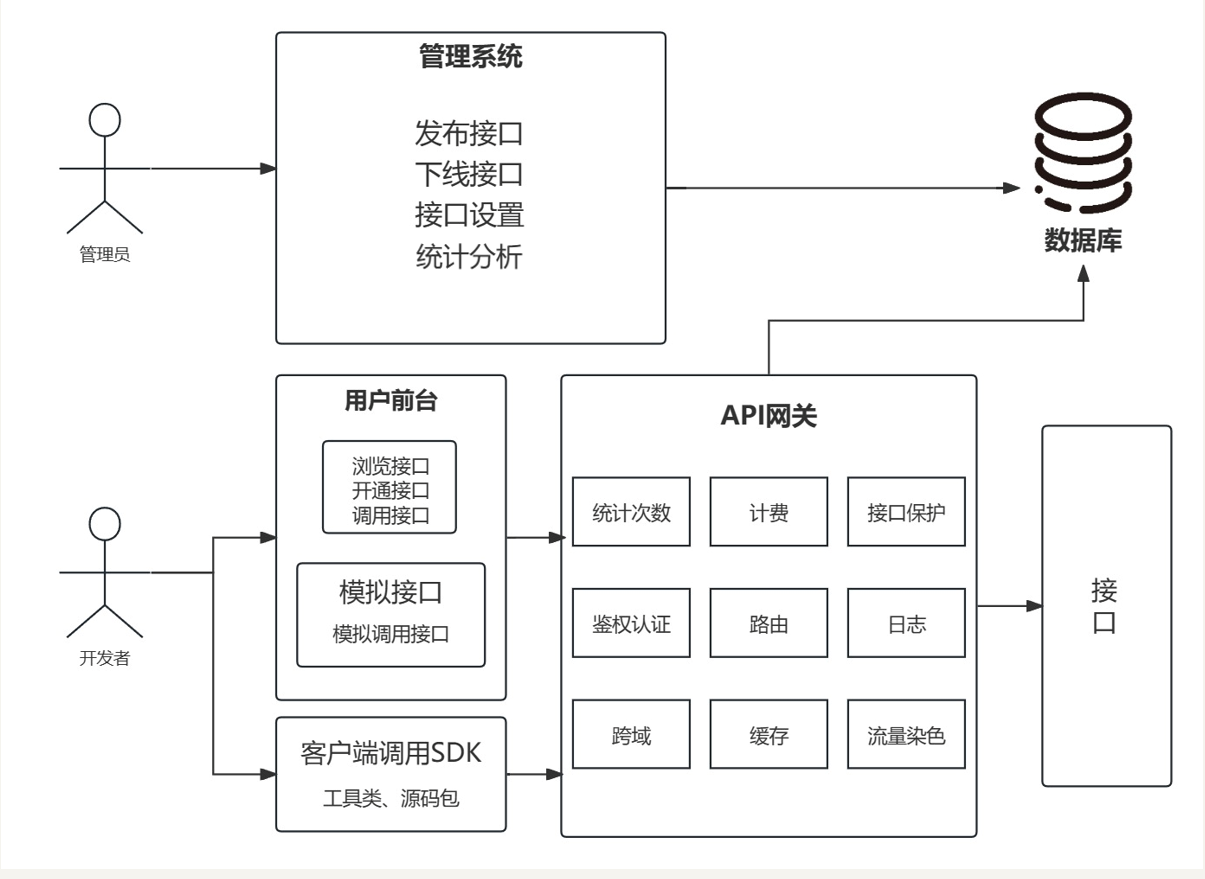 管理系统
发布接口
下线接口
接口设置
统计分析
管理员
数据库
用户前台
浏览接口
开通接口
调用接口
模拟接口
模拟调用接口
开发者
客户端调用SDK
工具类、源码包
API网关
统计次数
计费
接口保护
鉴权认证
路由
日志
跨域
缓存
流量染色
接
口